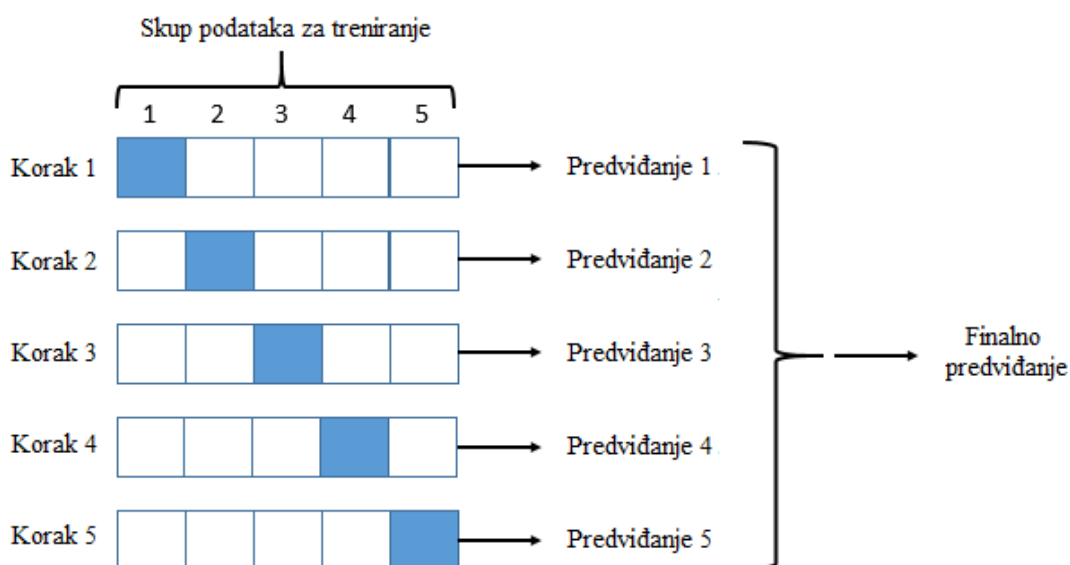 Skup podataka za treniranje
1 2 3 4 5
Korak 1 Predviđanje 1
Korak 2 Predviđanje 2
Korak 3 Predviđanje 3
Finalno
predviđanje
Korak 4 Predviđanje 4
Korak 5 Predviđanje 5